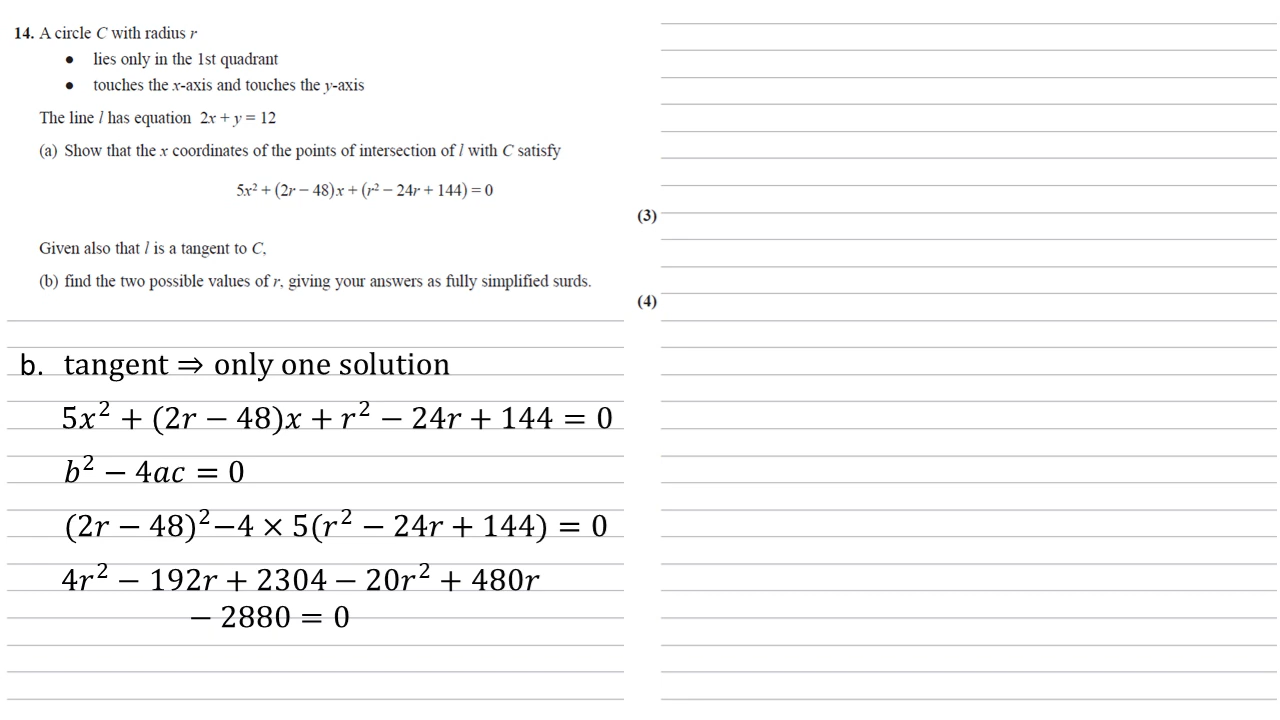 14. A circle C with radius r
● lies only in the 1st quadrant
● touches the x-axis and touches the y-axis
The line l has equation 2x + y = 12
(a) Show that the x coordinates of the points of intersection of l with C satisfy
5x² + (2r − 48)x + (r² − 24r + 144) = 0
(3)
Given also that l is a tangent to C,
(b) find the two possible values of r, giving your answers as fully simplified surds.
(4)
b. tangent ⇒ only one solution
5x² + (2r − 48)x + r² − 24r + 144 = 0
b² − 4ac = 0
(2r − 48)²−4 × 5(r² − 24r + 144) = 0
4r² − 192r + 2304 − 20r² + 480r
− 2880 = 0